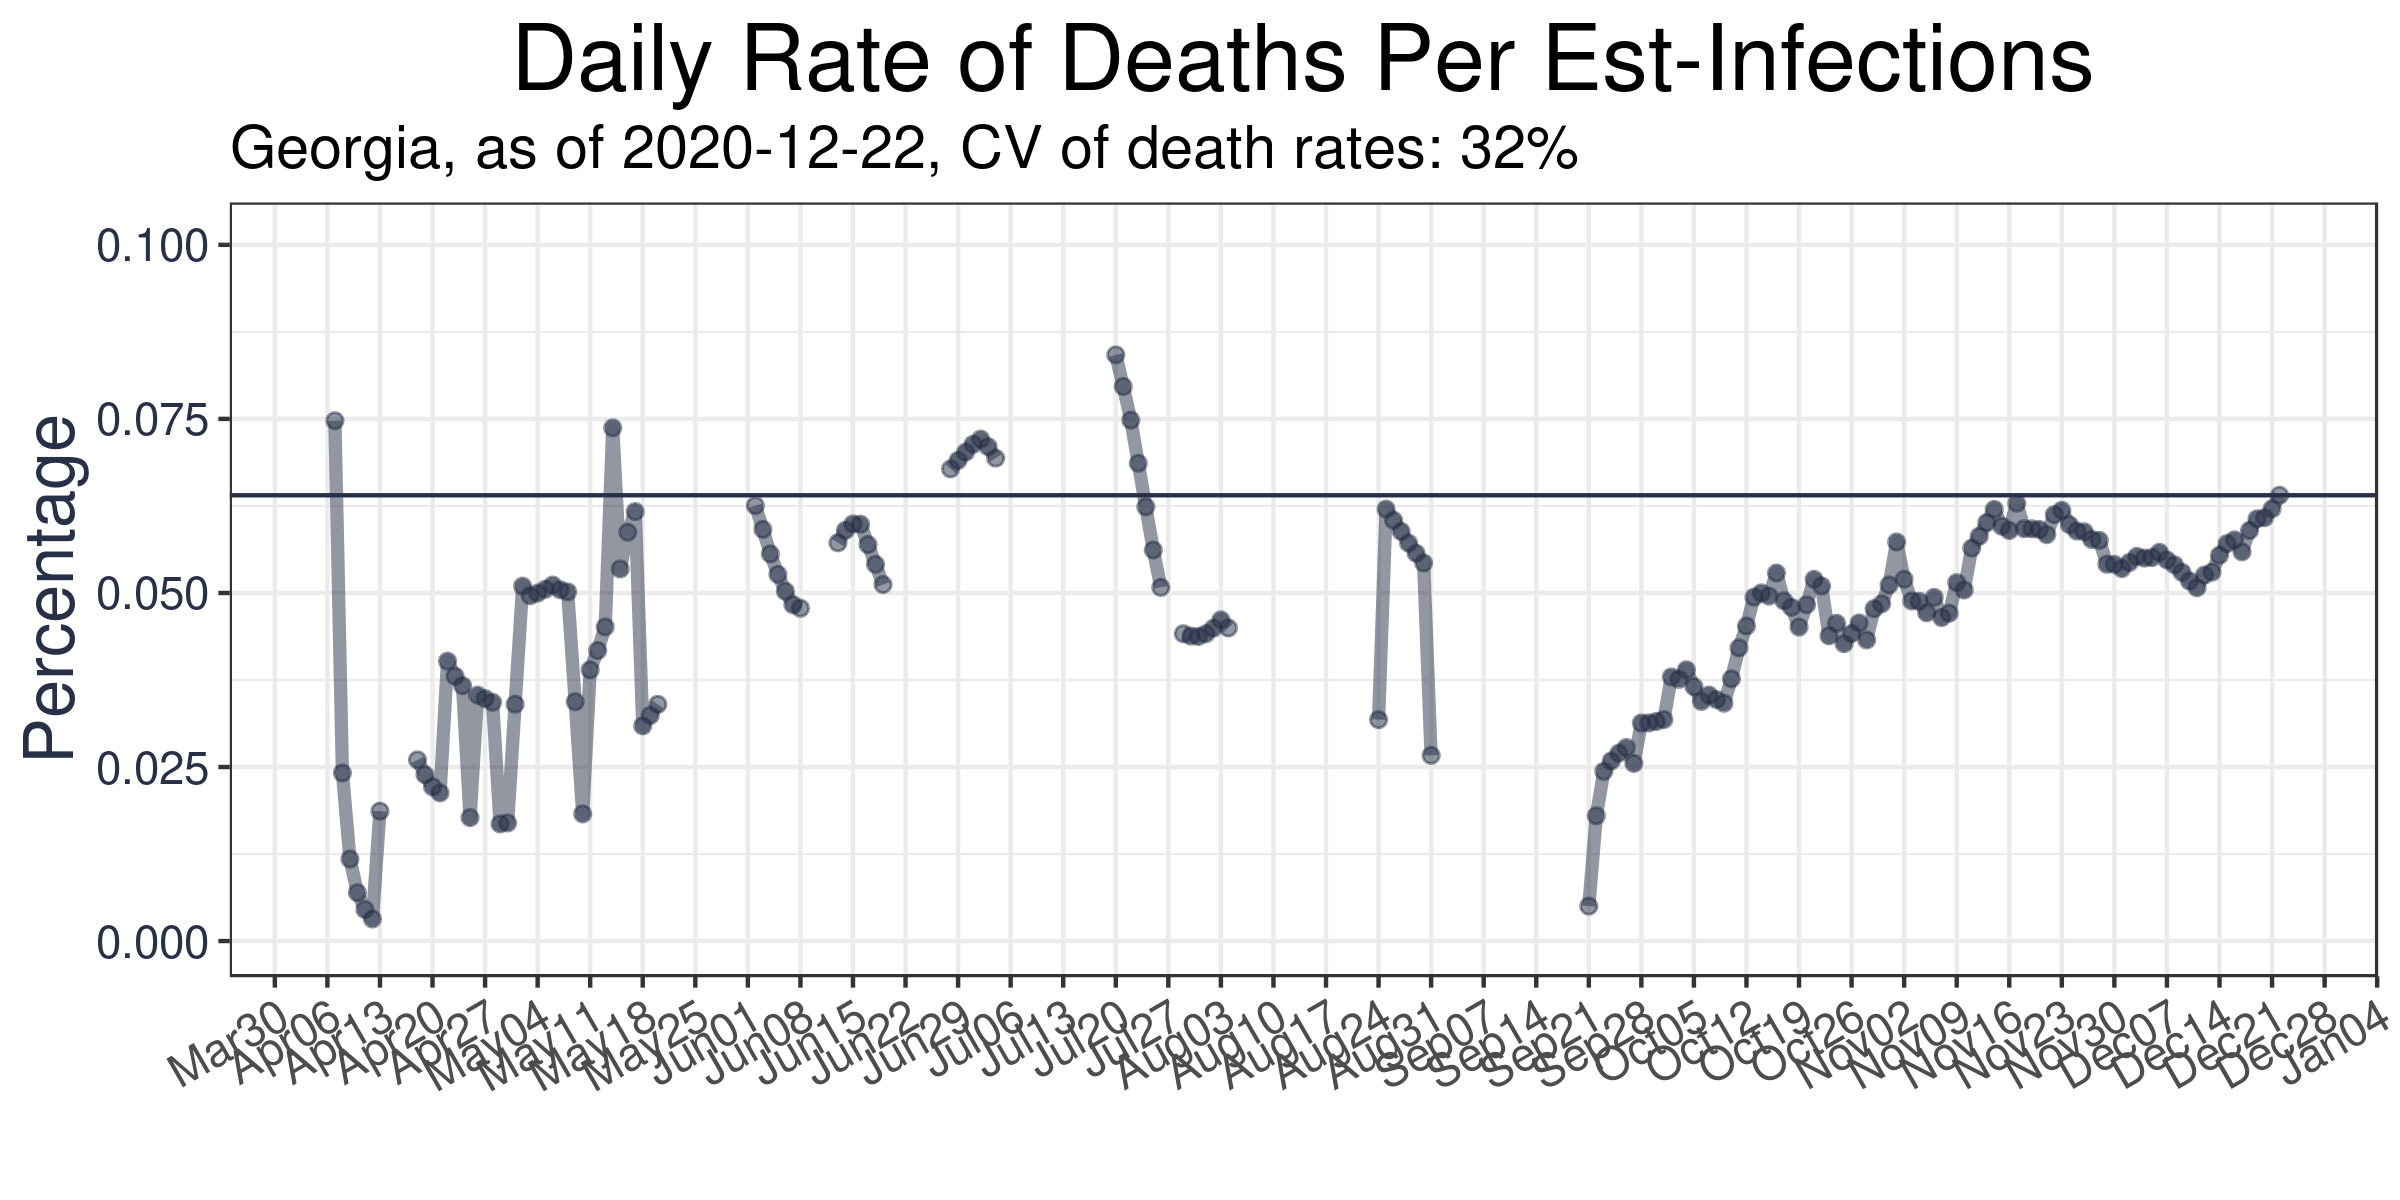 Daily Rate of Deaths Per Est-Infections
Georgia, as of 2020-12-22, CV of death rates: 32%
Percentage
0.100
0.075
0.050
0.025
0.000
Mar30
Apr06
Apr13
Apr20
Apr27
May04
May11
May18
May25
Jun01
Jun08
Jun15
Jun22
Jun29
Jul06
Jul13
Jul20
Jul27
Aug03
Aug10
Aug17
Aug24
Aug31
Sep07
Sep14
Sep21
Sep28
Oct05
Oct12
Oct19
Oct26
Nov02
Nov09
Nov16
Nov23
Nov30
Dec07
Dec14
Dec21
Dec28
Jan04